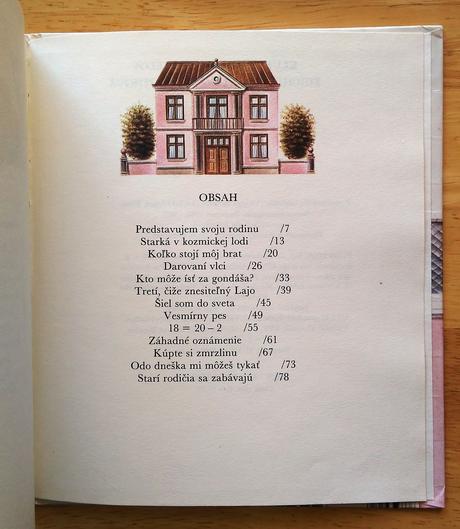 OBSAH
Predstavujem svoju rodinu /7
Starká v kozmickej lodi /13
Koľko stojí môj brat /20
Darovaní vlci /26
Kto môže ísť za gondáša? /33
Tretí, čiže znesiteľný Lajo /39
Šiel som do sveta /45
Vesmírny pes /49
18 = 20 – 2 /55
Záhadné oznámenie /61
Kúpte si zmrzlinu /67
Odo dneška mi môžeš tykať /73
Starí rodičia sa zabávajú /78